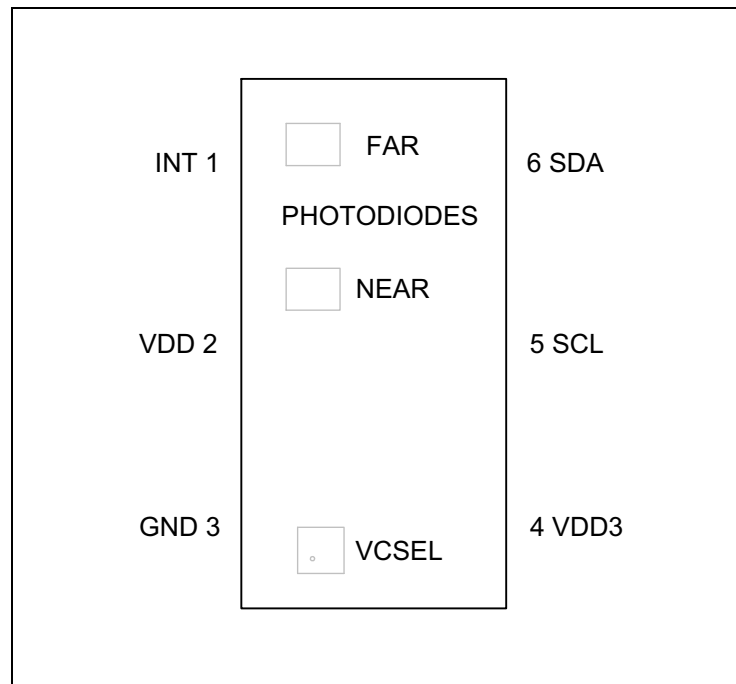 FAR
INT 1
6 SDA
PHOTODIODES
NEAR
VDD 2
5 SCL
GND 3
4 VDD3
VCSEL